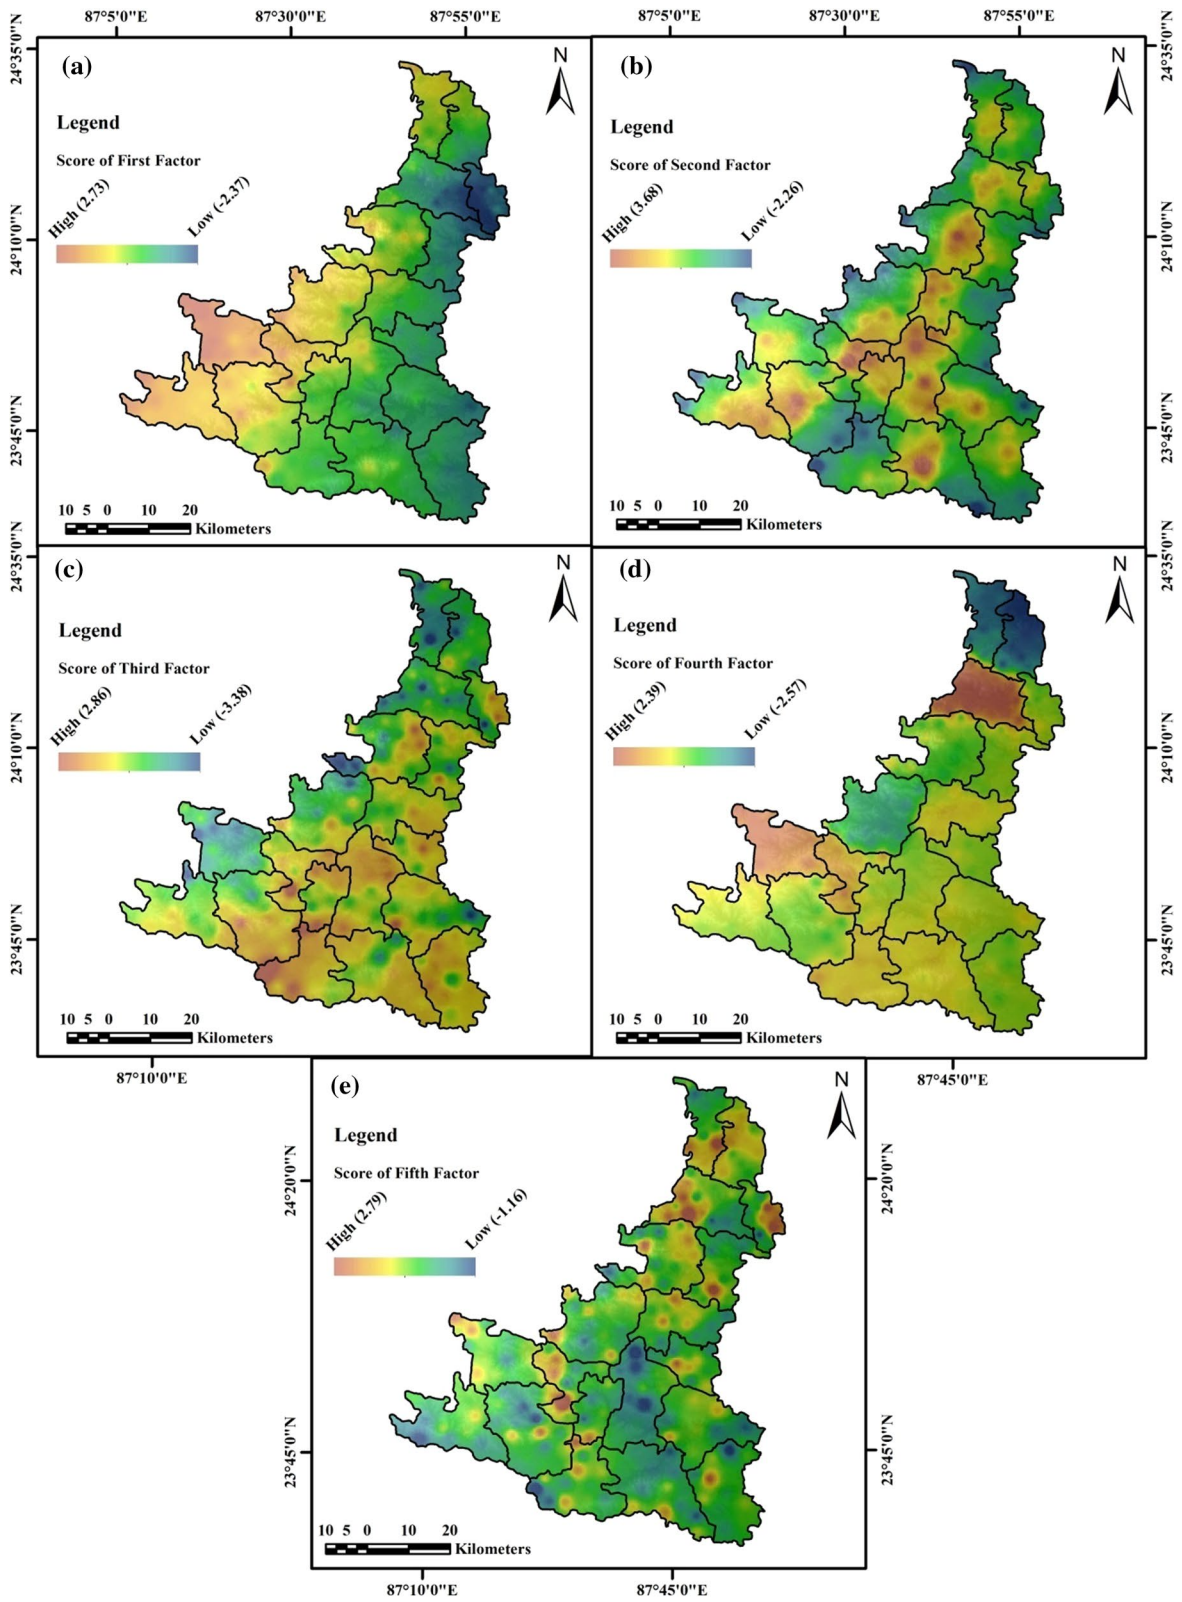 87°5'0"E 87°30'0"E 87°55'0"E 87°5'0"E 87°30'0"E 87°55'0"E
24°35'0"N
24°10'0"N
23°45'0"N
(a)
N
Legend
Score of First Factor
High (2.73)
Low (-2.37)
10 5 0 10 20
Kilometers
(b)
N
Legend
Score of Second Factor
High (3.68)
Low (-2.26)
10 5 0 10 20
Kilometers
24°35'0"N
24°10'0"N
23°45'0"N
24°35'0"N
24°10'0"N
23°45'0"N
(c)
N
Legend
Score of Third Factor
High (2.86)
Low (-3.38)
10 5 0 10 20
Kilometers
(d)
N
Legend
Score of Fourth Factor
High (2.39)
Low (-2.57)
10 5 0 10 20
Kilometers
24°35'0"N
24°10'0"N
23°45'0"N
87°10'0"E 87°45'0"E
24°20'0"N
23°45'0"N
(e)
N
Legend
Score of Fifth Factor
High (2.79)
Low (-1.16)
10 5 0 10 20
Kilometers
24°20'0"N
23°45'0"N
87°10'0"E 87°45'0"E